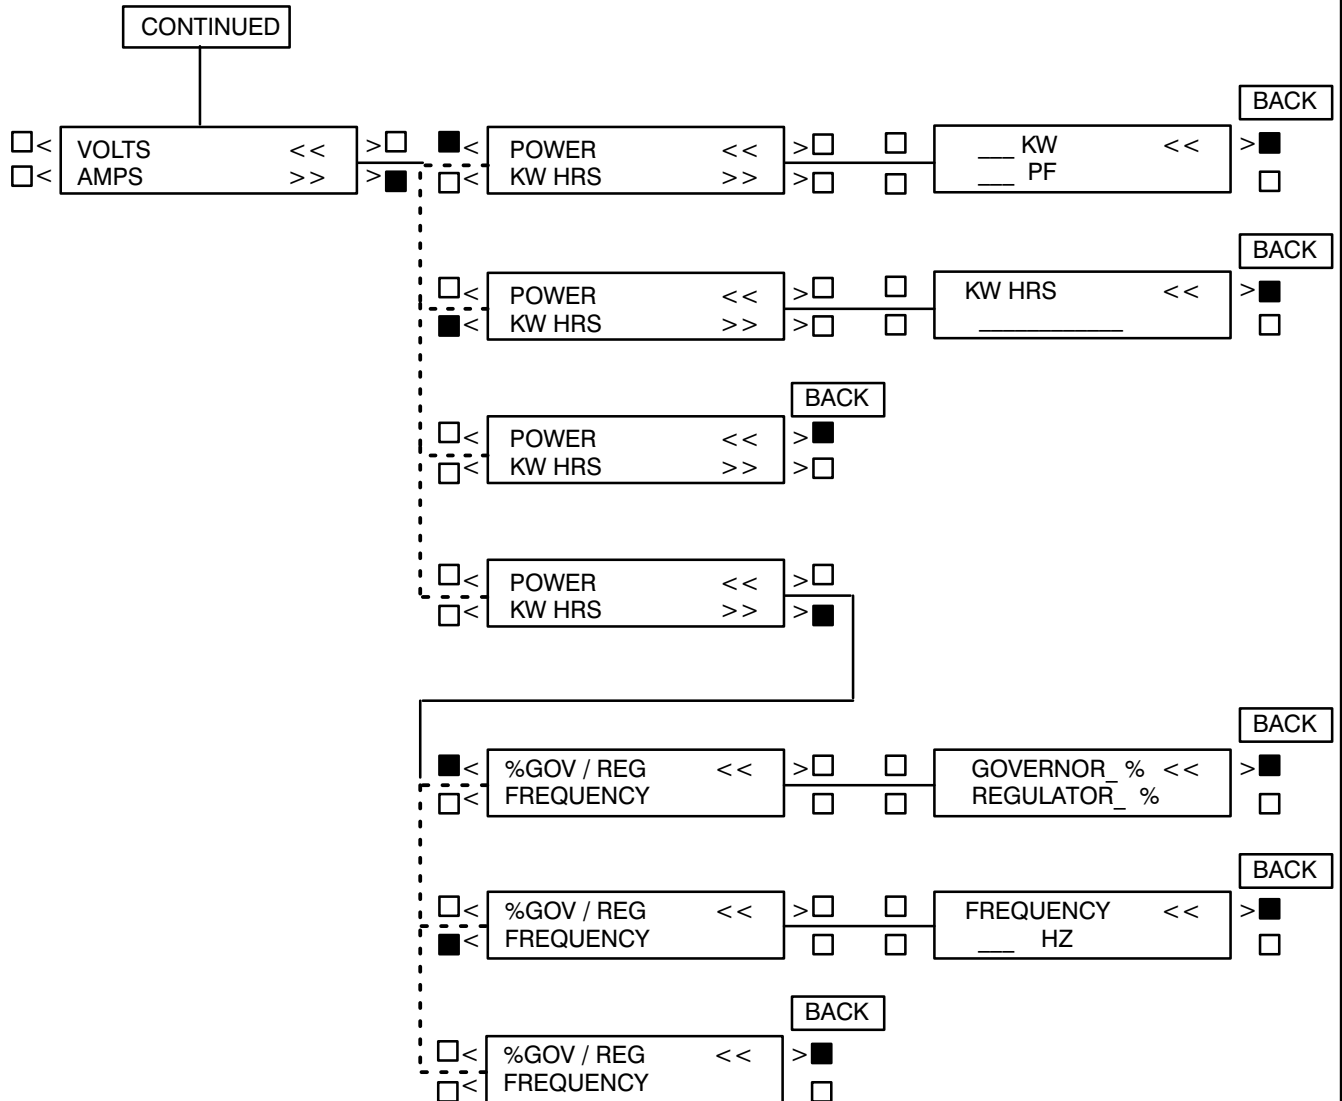 CONTINUED
BACK
< VOLTS << >
< AMPS >> >
< POWER << >
< KW HRS >> >
___ KW << >
___ PF
BACK
< POWER << >
< KW HRS >> >
KW HRS << >
____________
BACK
< POWER << >
< KW HRS >> >
< POWER << >
< KW HRS >> >
BACK
< %GOV / REG << >
< FREQUENCY
GOVERNOR_ % << >
REGULATOR_ %
BACK
< %GOV / REG << >
< FREQUENCY
FREQUENCY << >
___ HZ
BACK
< %GOV / REG << >
< FREQUENCY